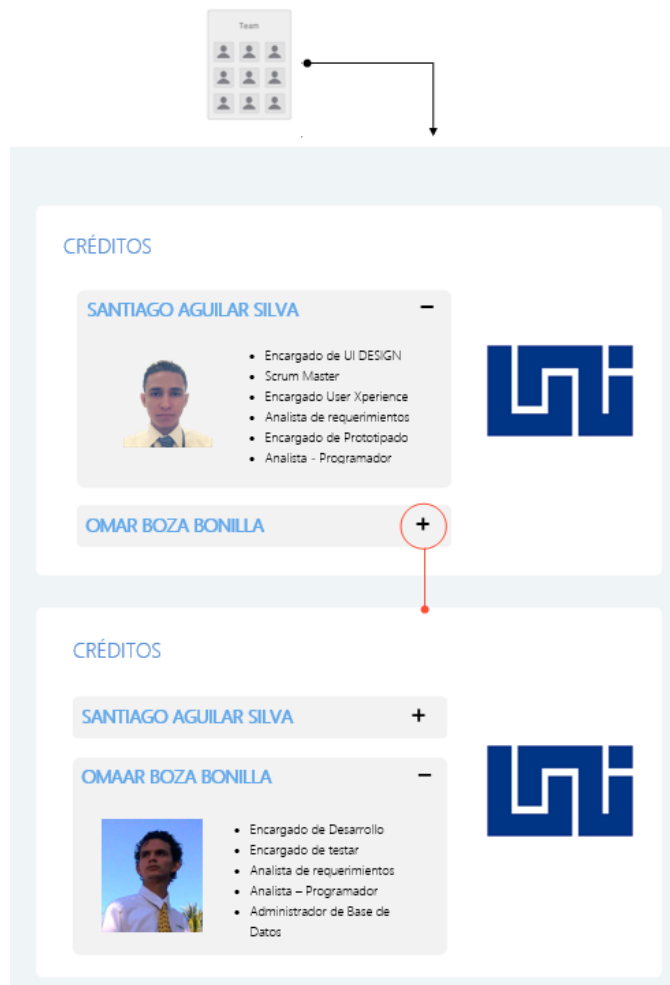 Team
CRÉDITOS
SANTIAGO AGUILAR SILVA
• Encargado de UI DESIGN
• Scrum Master
• Encargado User Xperience
• Analista de requerimientos
• Encargado de Prototipado
• Analista - Programador
uni
OMAR BOZA BONILLA
CRÉDITOS
SANTIAGO AGUILAR SILVA
OMAAR BOZA BONILLA
• Encargado de Desarrollo
• Encargado de testar
• Analista de requerimientos
• Analista – Programador
• Administrador de Base de
Datos
uni